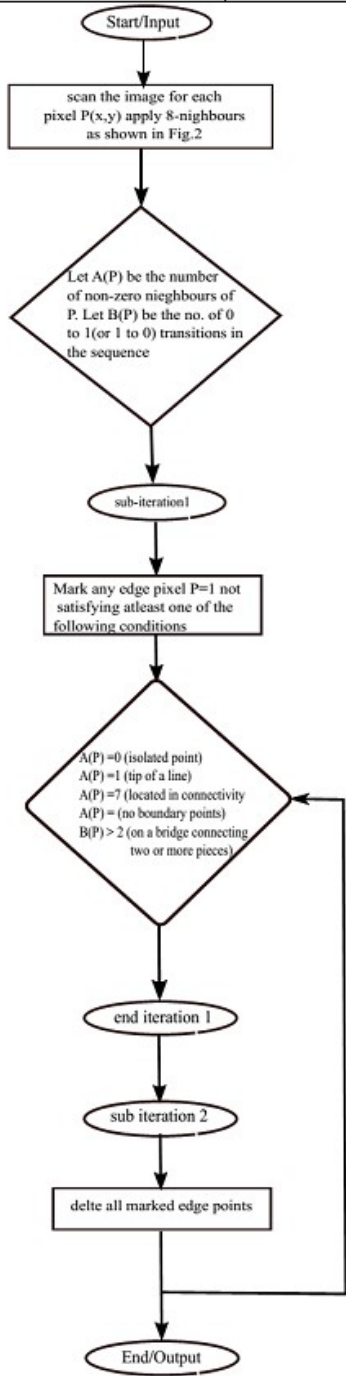 Start/Input
scan the image for each
pixel P(x,y) apply 8-nighbours
as shown in Fig.2
Let A(P) be the number
of non-zero nieghbours of
P. Let B(P) be the no. of 0
to 1(or 1 to 0) transitions in
the sequence
sub-iteration1
Mark any edge pixel P=1 not
satisfying atleast one of the
following conditions
A(P) =0 (isolated point)
A(P) =1 (tip of a line)
A(P) =7 (located in connectivity
A(P) = (no boundary points)
B(P) > 2 (on a bridge connecting
two or more pieces)
end iteration 1
sub iteration 2
delte all marked edge points
End/Output